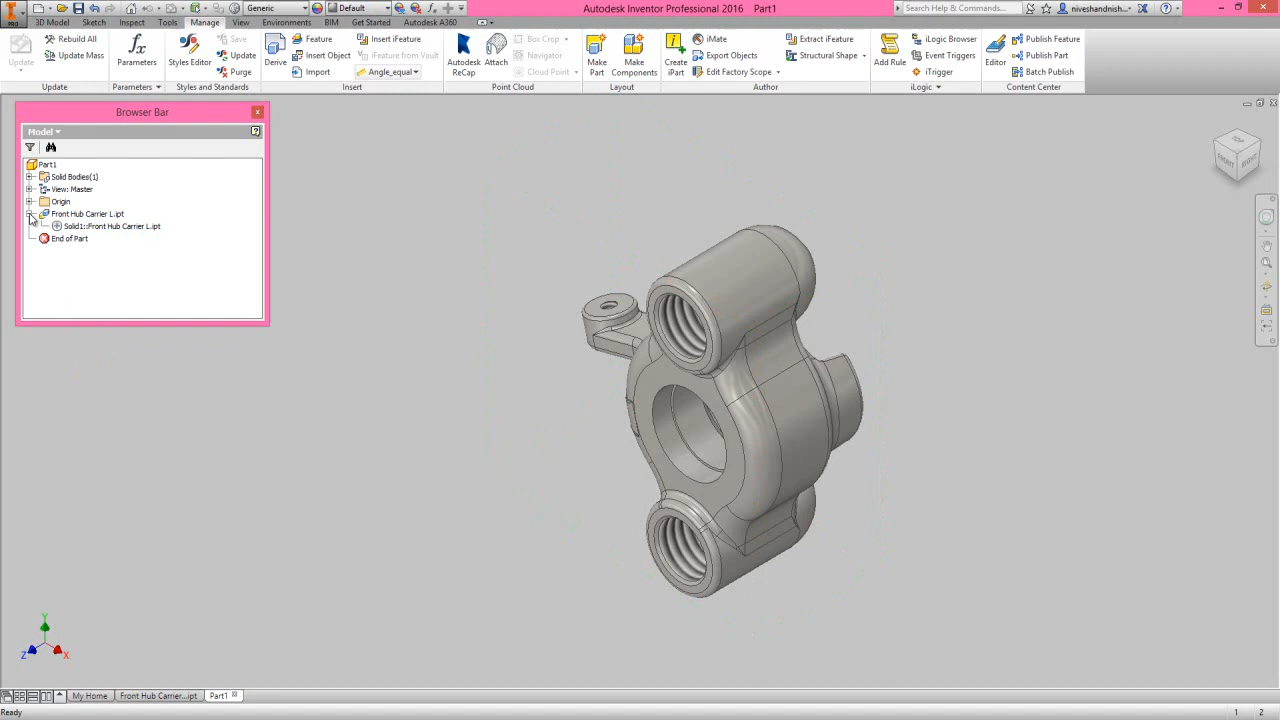 Generic
Default
Autodesk Inventor Professional 2016 Part1
Search Help & Commands...
niveshandnish...
PRO
3D Model
Sketch
Inspect
Tools
Manage
View
Environments
BIM
Get Started
Autodesk A360
Update
Rebuild All
Update Mass
Parameters
Styles Editor
Save
Update
Purge
Derive
Feature
Insert Object
Import
Insert iFeature
iFeature from Vault
Angle_equal
Autodesk ReCap
Attach
Box Crop
Navigator
Cloud Point
Make Part
Make Components
Create iPart
iMate
Export Objects
Edit Factory Scope
Extract iFeature
Structural Shape
Add Rule
iLogic Browser
Event Triggers
iTrigger
Editor
Publish Feature
Publish Part
Batch Publish
Update
Parameters
Styles and Standards
Insert
Point Cloud
Layout
Author
iLogic
Content Center
Browser Bar
Model
Part1
Solid Bodies(1)
View: Master
Origin
Front Hub Carrier L.ipt
Solid1::Front Hub Carrier L.ipt
End of Part
TOP
FRONT
RIGHT
Y
Z
X
My Home
Front Hub Carrier...ipt
Part1
Ready
1
2